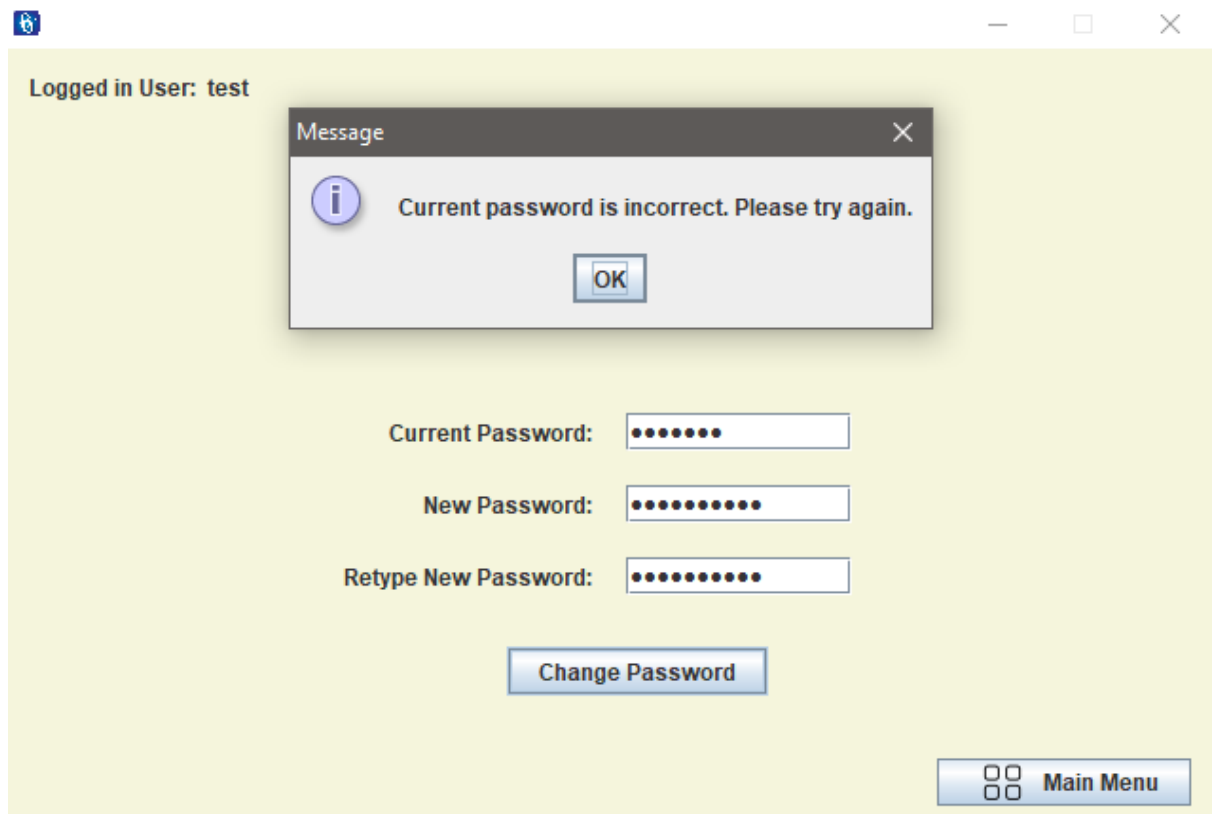 Logged in User: test
Message
Current password is incorrect. Please try again.
OK
Current Password: •••••••
New Password: ••••••••••
Retype New Password: ••••••••••
Change Password
Main Menu